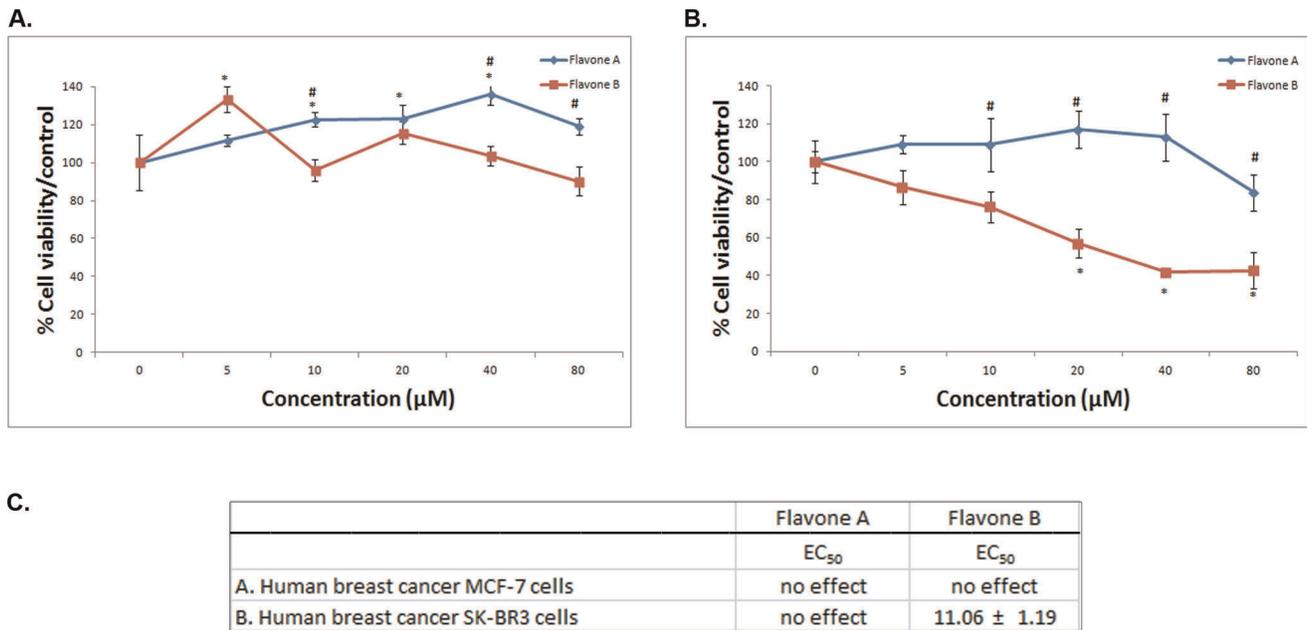 A.
Flavone A
Flavone B
% Cell viability/control
140
120
100
80
60
40
20
0
*
#
*
*
#
*
#
0 5 10 20 40 80
Concentration (µM)
B.
Flavone A
Flavone B
% Cell viability/control
140
120
100
80
60
40
20
0
#
#
#
#
*
*
*
0 5 10 20 40 80
Concentration (µM)
C.
Flavone A Flavone B
EC50 EC50
A. Human breast cancer MCF-7 cells no effect no effect
B. Human breast cancer SK-BR3 cells no effect 11.06 ± 1.19